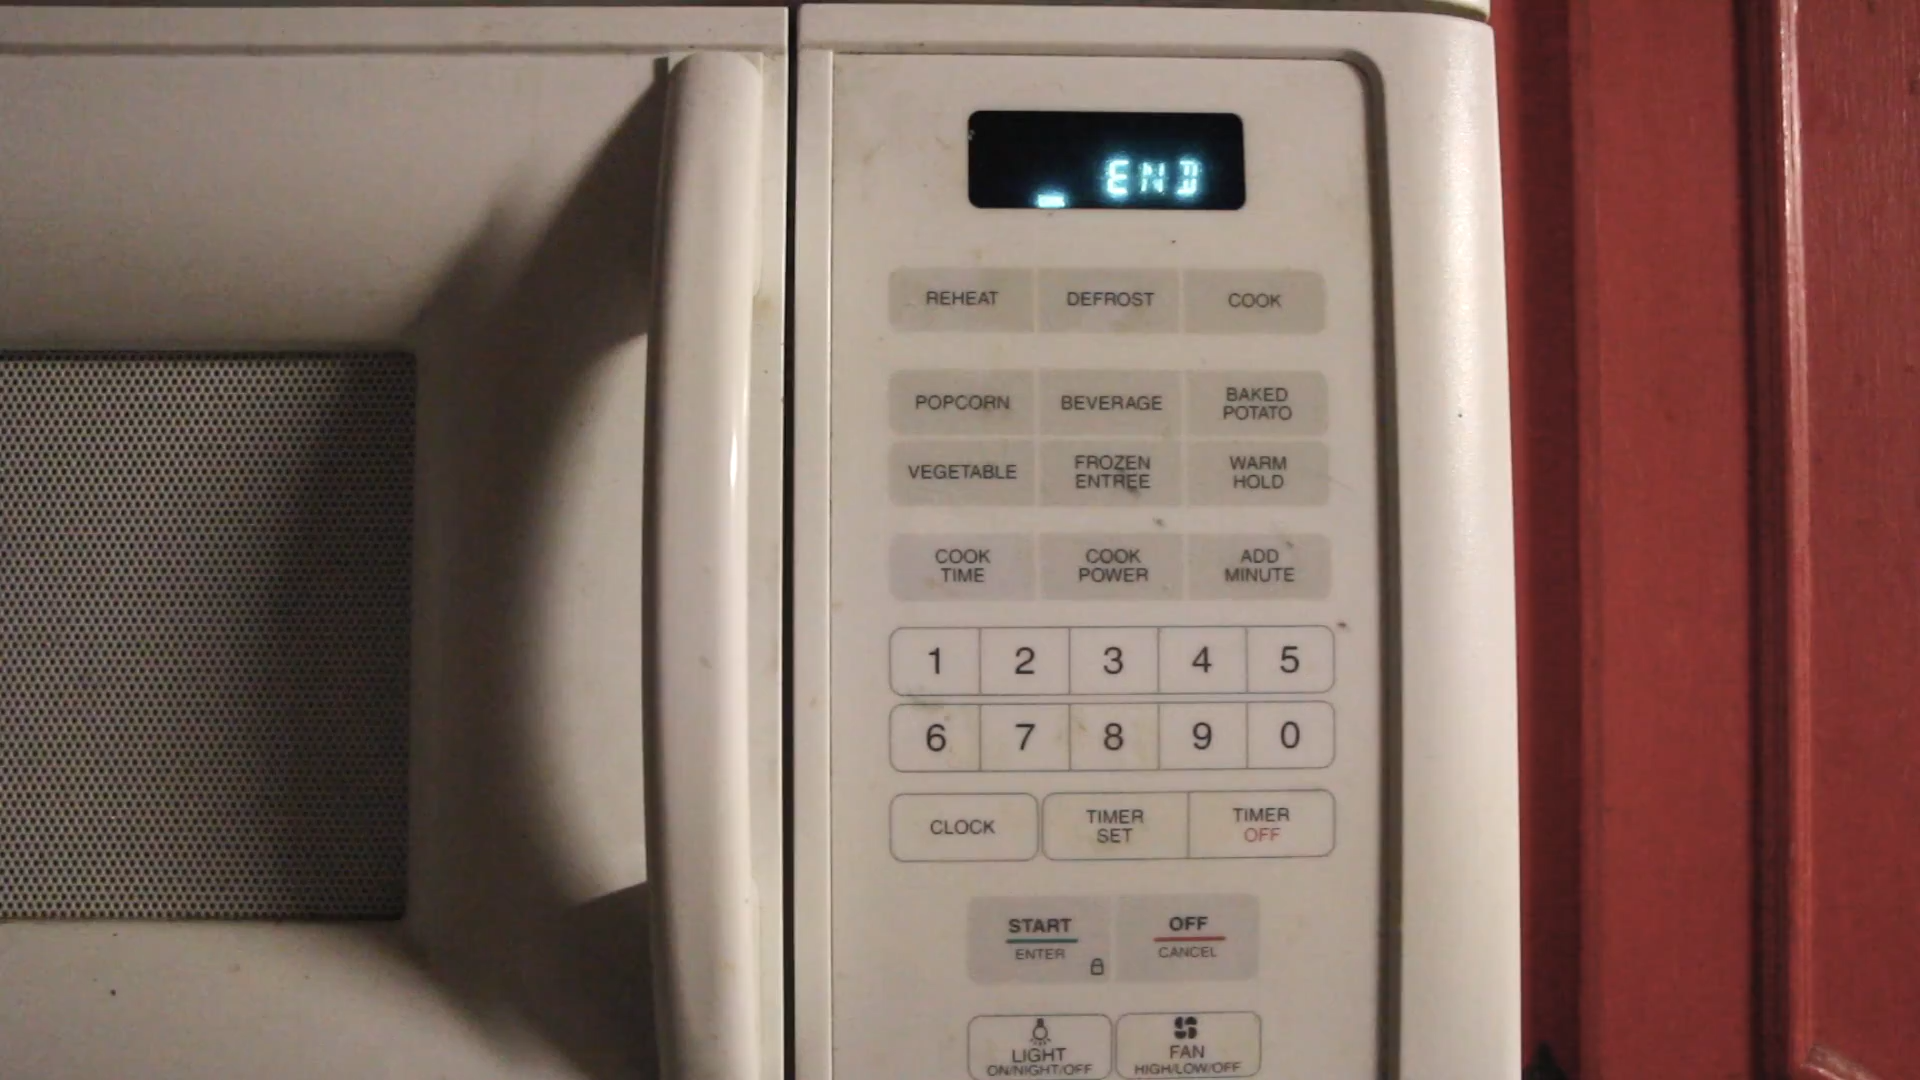 END
REHEAT DEFROST COOK
POPCORN BEVERAGE BAKED POTATO
VEGETABLE FROZEN ENTREE WARM HOLD
COOK TIME COOK POWER ADD MINUTE
1 2 3 4 5
6 7 8 9 0
CLOCK TIMER SET TIMER OFF
START OFF
ENTER CANCEL
LIGHT FAN
ON/NIGHT/OFF HIGH/LOW/OFF